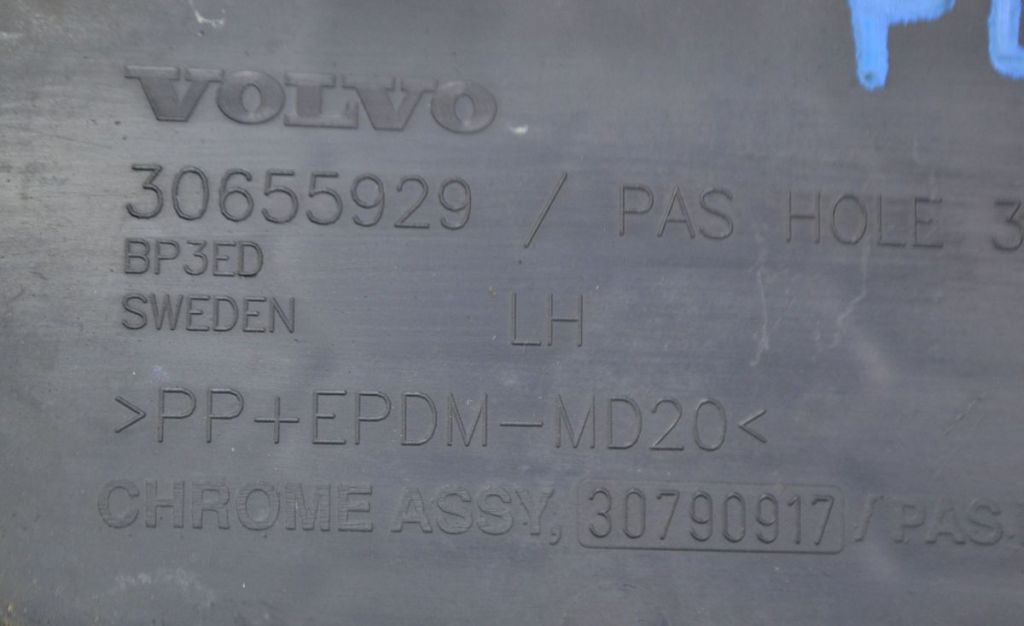 VOLVO
30655929 / PAS HOLE 3
BP3ED
SWEDEN LH
>PP+EPDM-MD20<
CHROME ASSY, 30790917 / PAS.